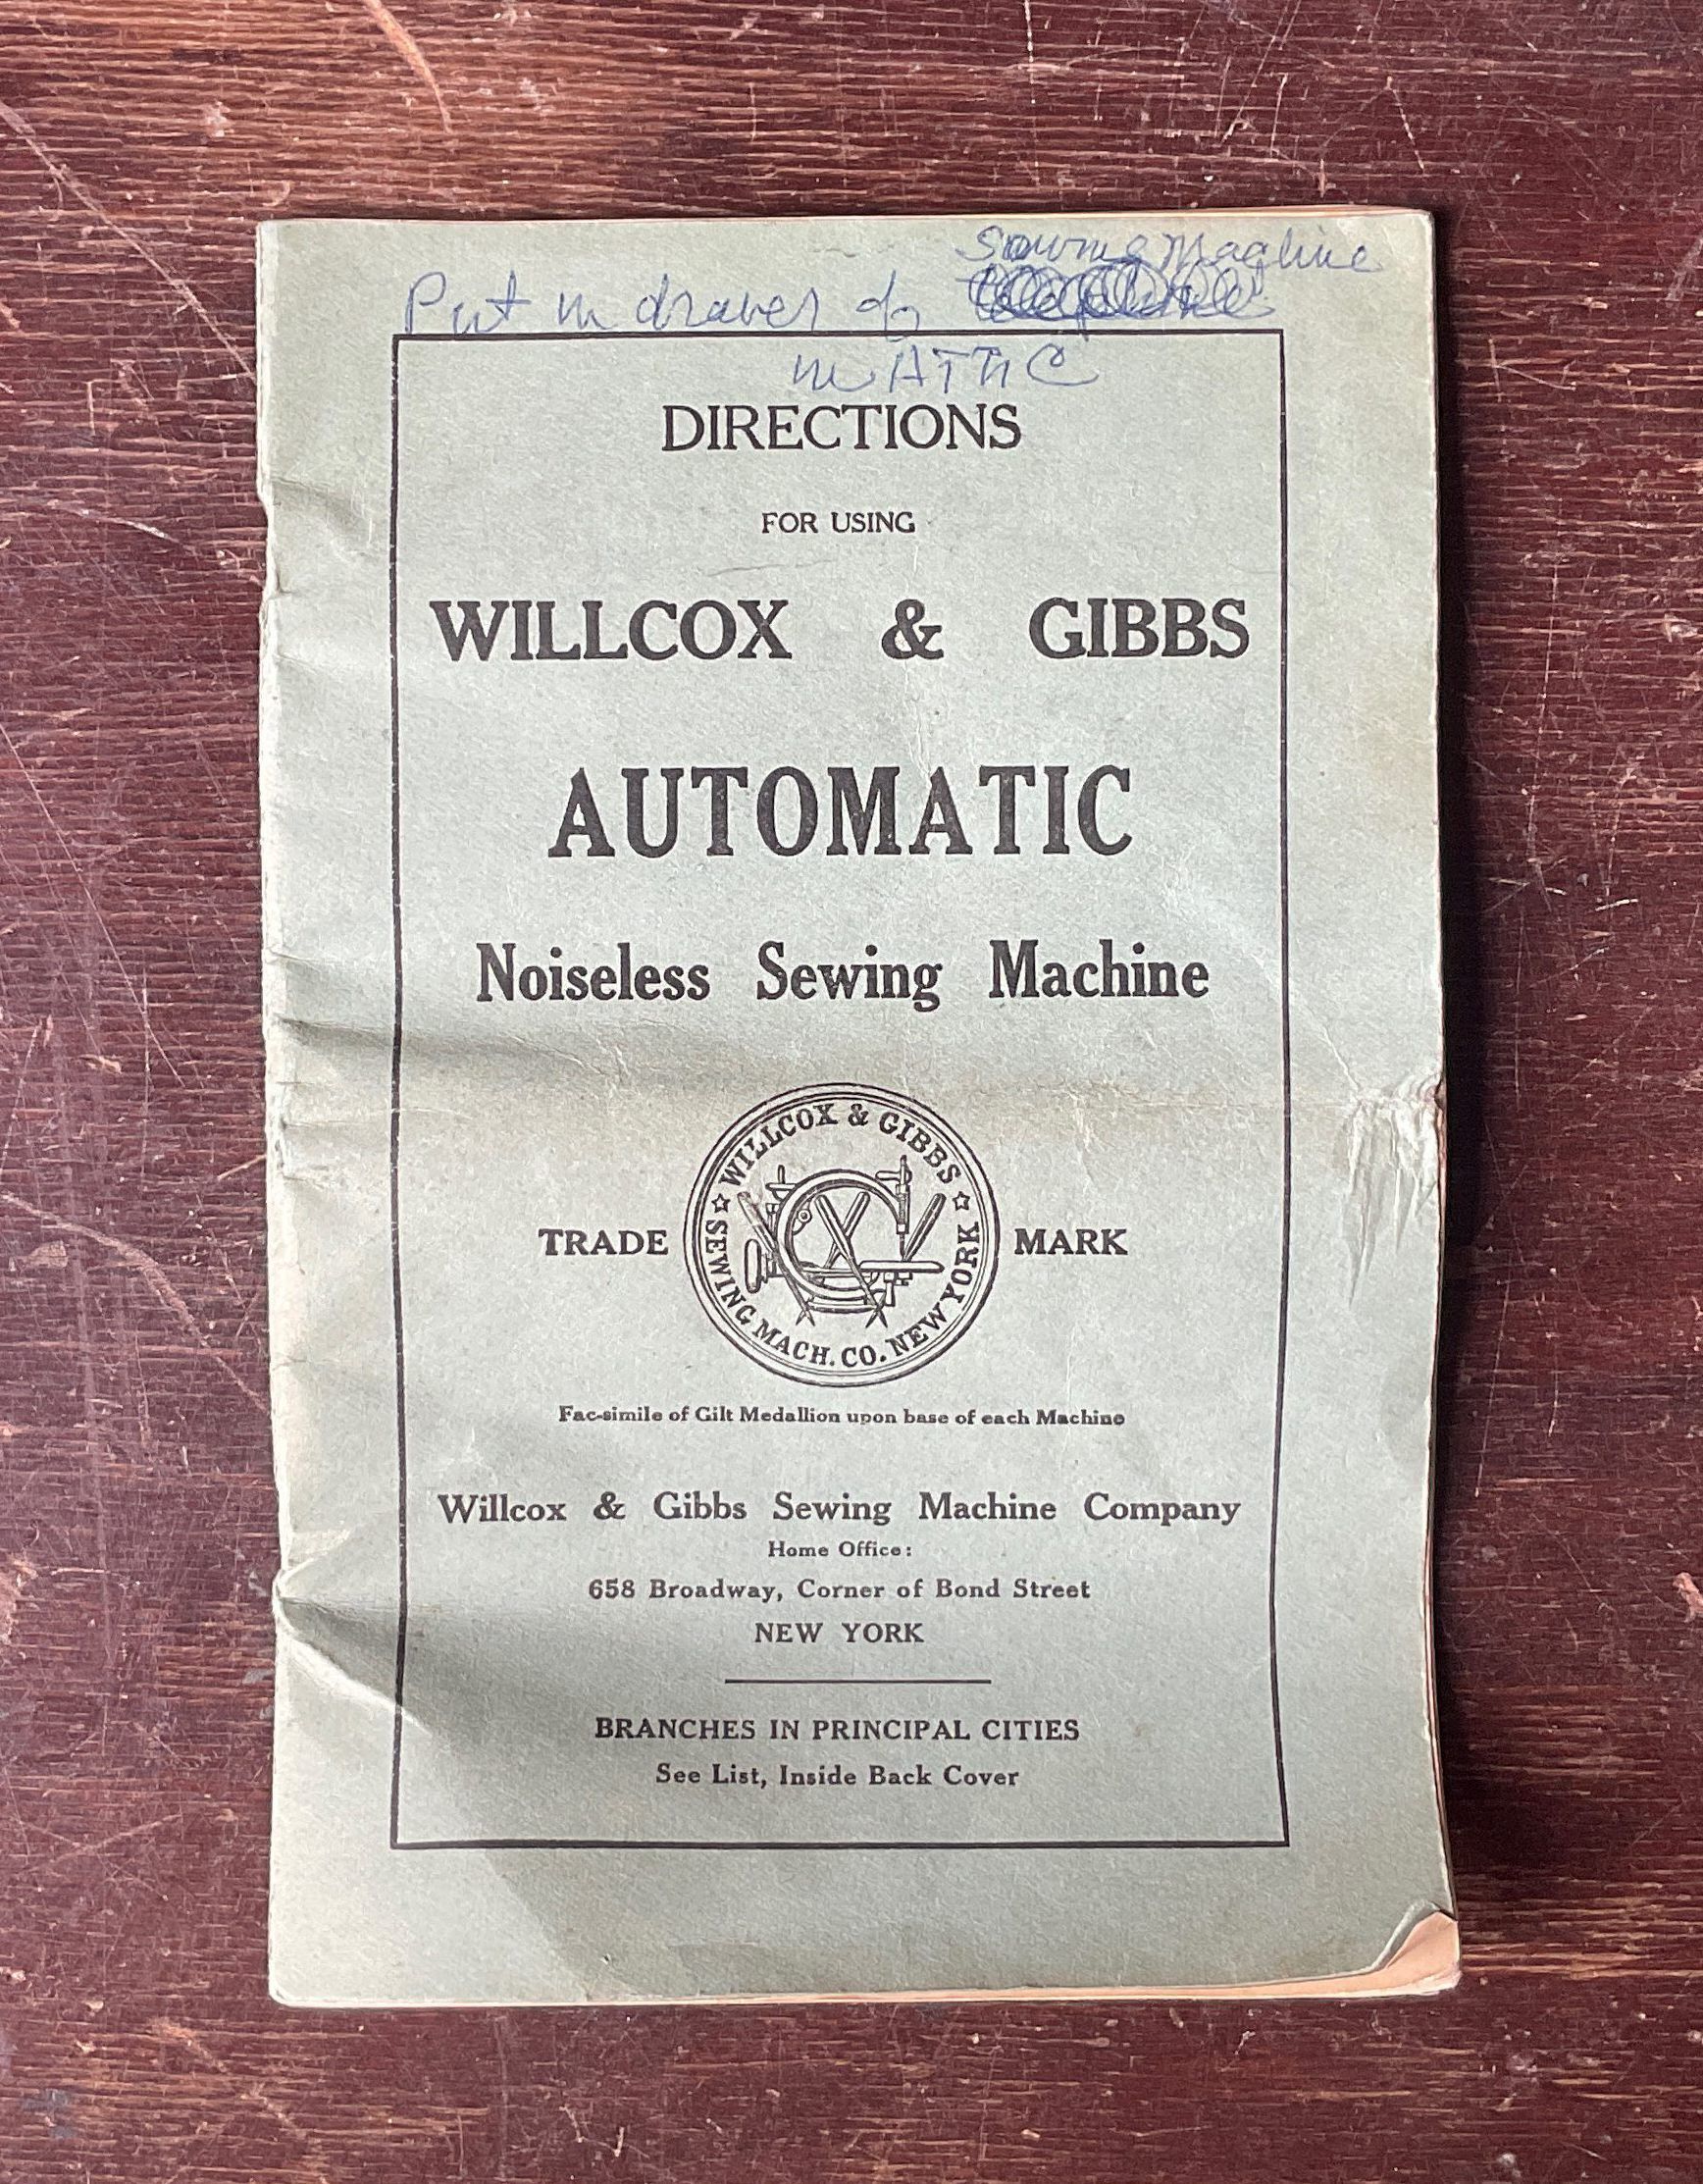 Sewing Machine
Put in drawer of
in ATTIC
DIRECTIONS
FOR USING
WILLCOX & GIBBS
AUTOMATIC
Noiseless Sewing Machine
WILLCOX & GIBBS
TRADE MARK
SEWING MACH. CO. NEW YORK
Fac-simile of Gilt Medallion upon base of each Machine
Willcox & Gibbs Sewing Machine Company
Home Office:
658 Broadway, Corner of Bond Street
NEW YORK
BRANCHES IN PRINCIPAL CITIES
See List, Inside Back Cover